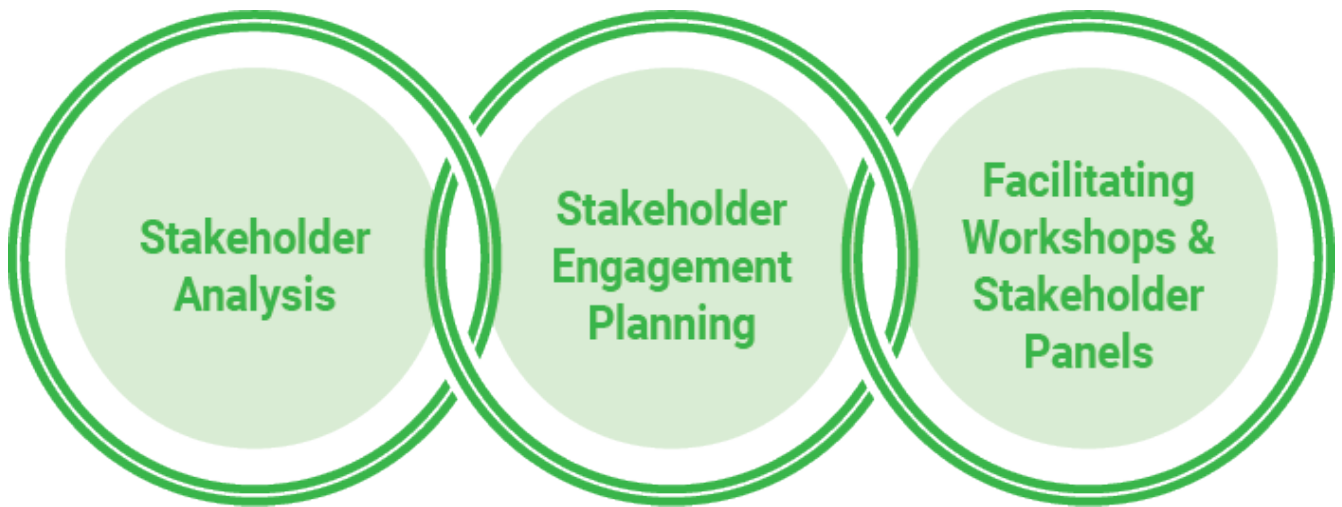 Stakeholder
Analysis
Stakeholder
Engagement
Planning
Facilitating
Workshops &
Stakeholder
Panels